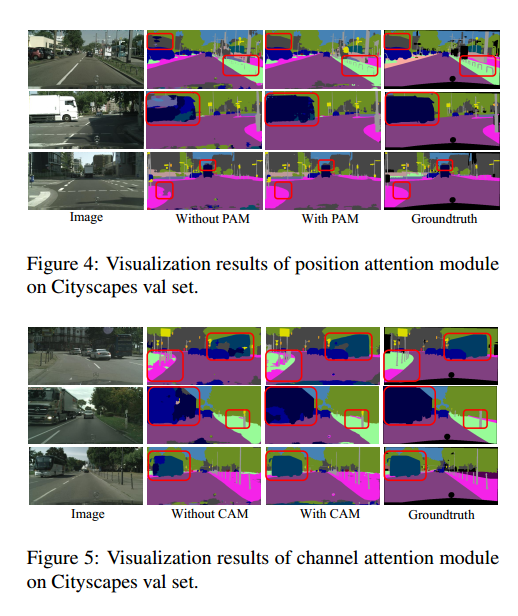 Image Without PAM With PAM Groundtruth
Figure 4: Visualization results of position attention module
on Cityscapes val set.
Image Without CAM With CAM Groundtruth
Figure 5: Visualization results of channel attention module
on Cityscapes val set.